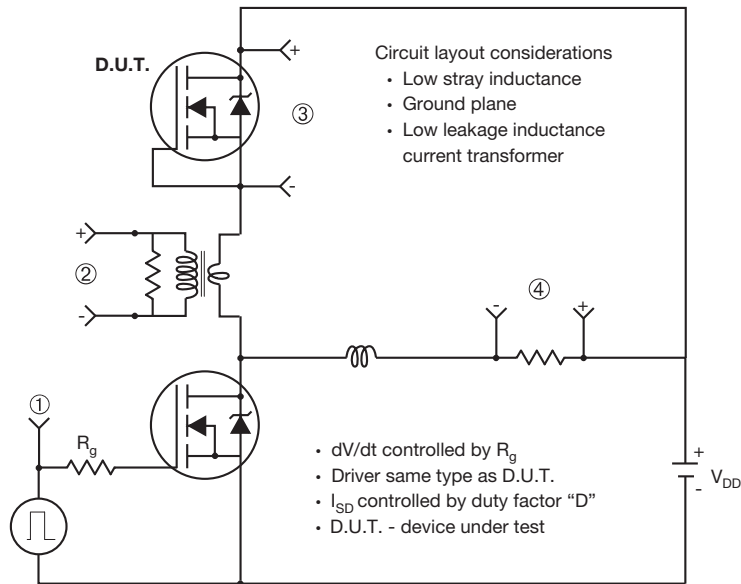 D.U.T.
+
-
③
Circuit layout considerations
• Low stray inductance
• Ground plane
• Low leakage inductance
current transformer
+
②
-
④
-
+
①
Rg
• dV/dt controlled by Rg
• Driver same type as D.U.T.
• ISD controlled by duty factor “D”
• D.U.T. - device under test
+
-
VDD